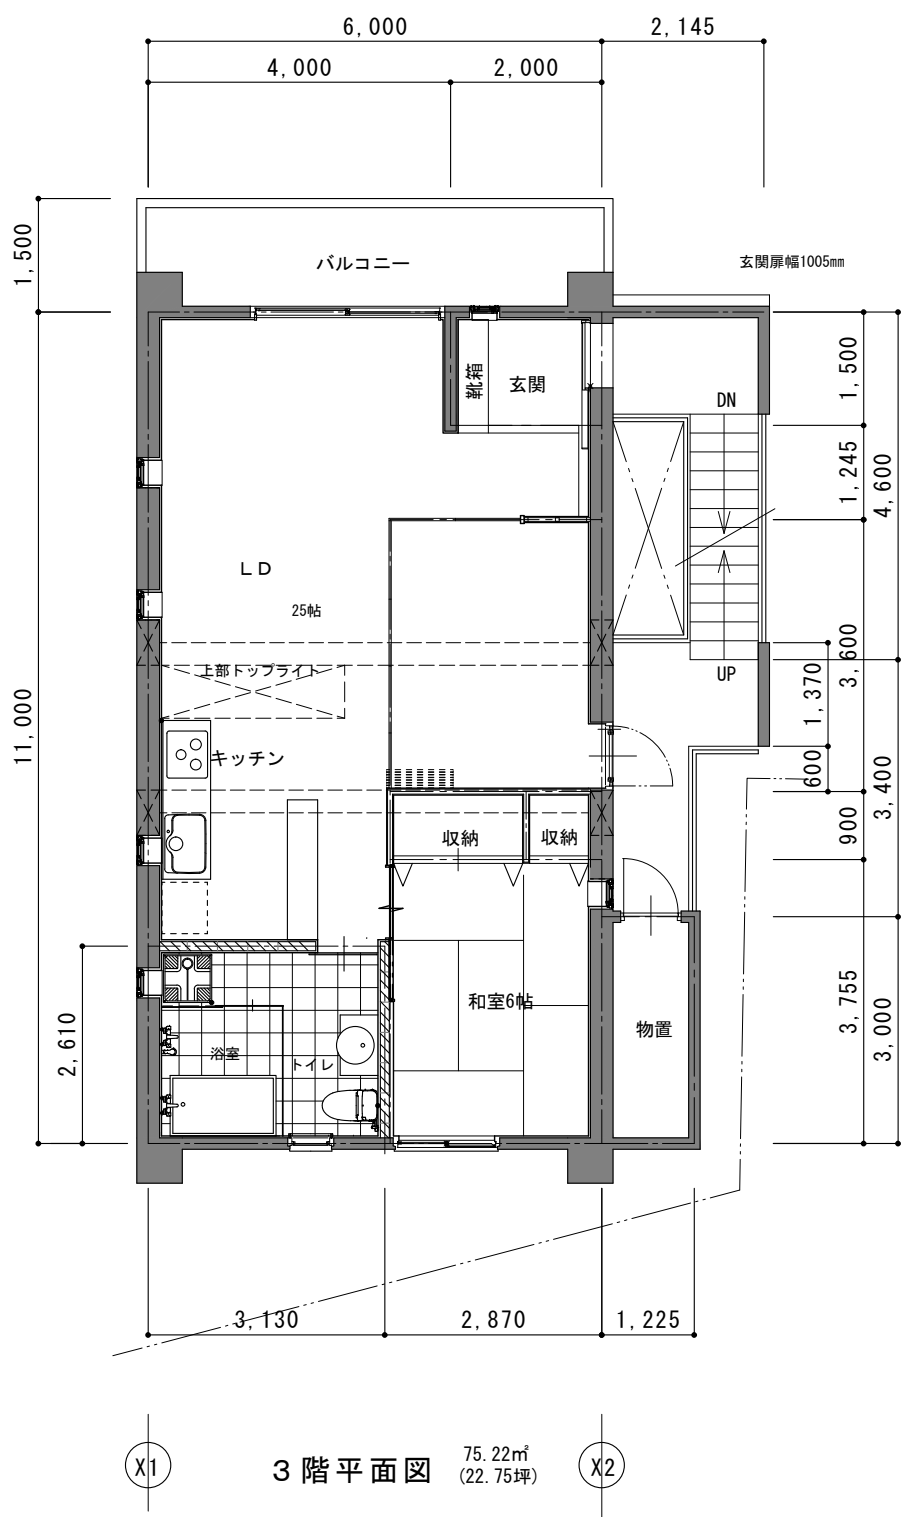 6,000
2,145
4,000
2,000
1,500
バルコニー
玄関扉幅1005mm
靴箱
玄関
DN
1,500
1,245
4,600
ＬＤ
25帖
上部トップライト
UP
3,600
1,370
11,000
キッチン
600
3,400
収納
収納
900
和室6帖
物置
3,755
3,000
2,610
浴室
トイレ
3,130
2,870
1,225
X1
３階平面図
75.22㎡
(22.75坪)
X2